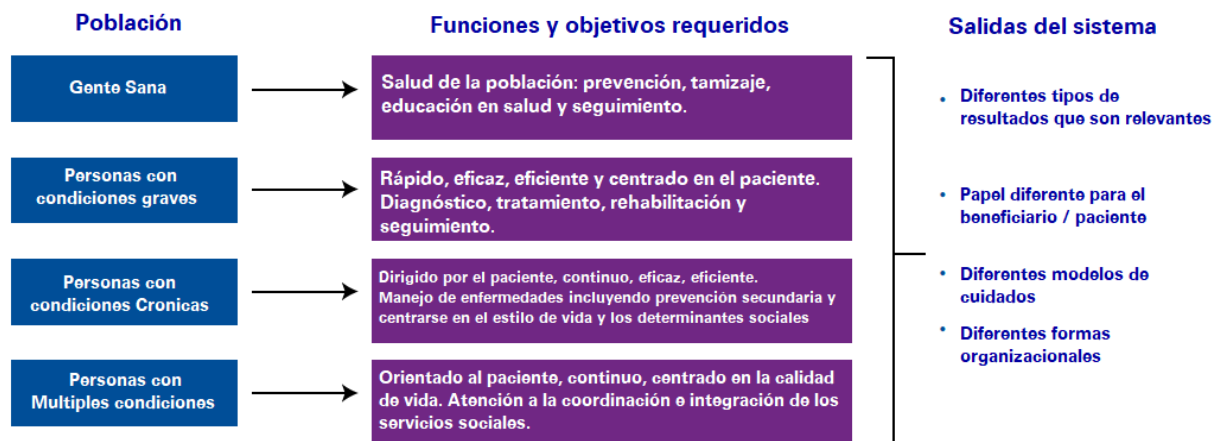 Población
Funciones y objetivos requeridos
Salidas del sistema
Gente Sana
Salud de la población: prevención, tamizaje,
educación en salud y seguimiento.
Personas con
condiciones graves
Rápido, eficaz, eficiente y centrado en el paciente.
Diagnóstico, tratamiento, rehabilitación y
seguimiento.
Personas con
condiciones Cronicas
Dirigido por el paciente, continuo, eficaz, eficiente.
Manejo de enfermedades incluyendo prevención secundaria y
centrarse en el estilo de vida y los determinantes sociales
Personas con
Multiples condiciones
Orientado al paciente, continuo, centrado en la calidad
de vida. Atención a la coordinación e integración de los
servicios sociales.
• Diferentes tipos de
resultados que son relevantes
• Papel diferente para el
beneficiario / paciente
• Diferentes modelos de
cuidados
• Diferentes formas
organizacionales